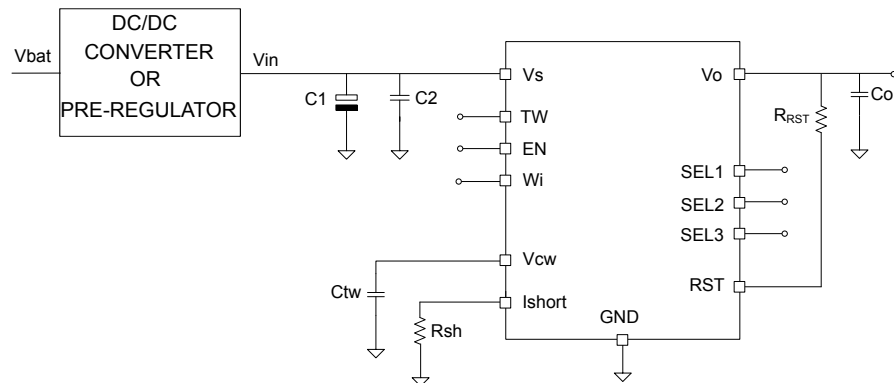 DC/DC
CONVERTER
OR
PRE-REGULATOR
Vbat
Vin
C1
C2
Vs
TW
EN
Wi
Vcw
Ishort
Ctw
Rsh
GND
Vo
SEL1
SEL2
SEL3
RST
RRST
Co